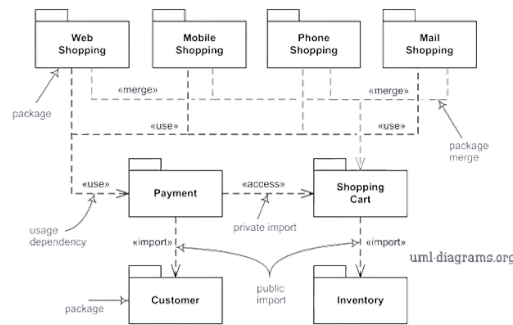 Web
Shopping
Mobile
Shopping
Phone
Shopping
Mail
Shopping
«merge»
«merge»
package
«use»
«use»
package
merge
«use»
Payment
«access»
Shopping
Cart
usage
dependency
private import
«import»
«import»
uml-diagrams.org
public
import
package
Customer
Inventory